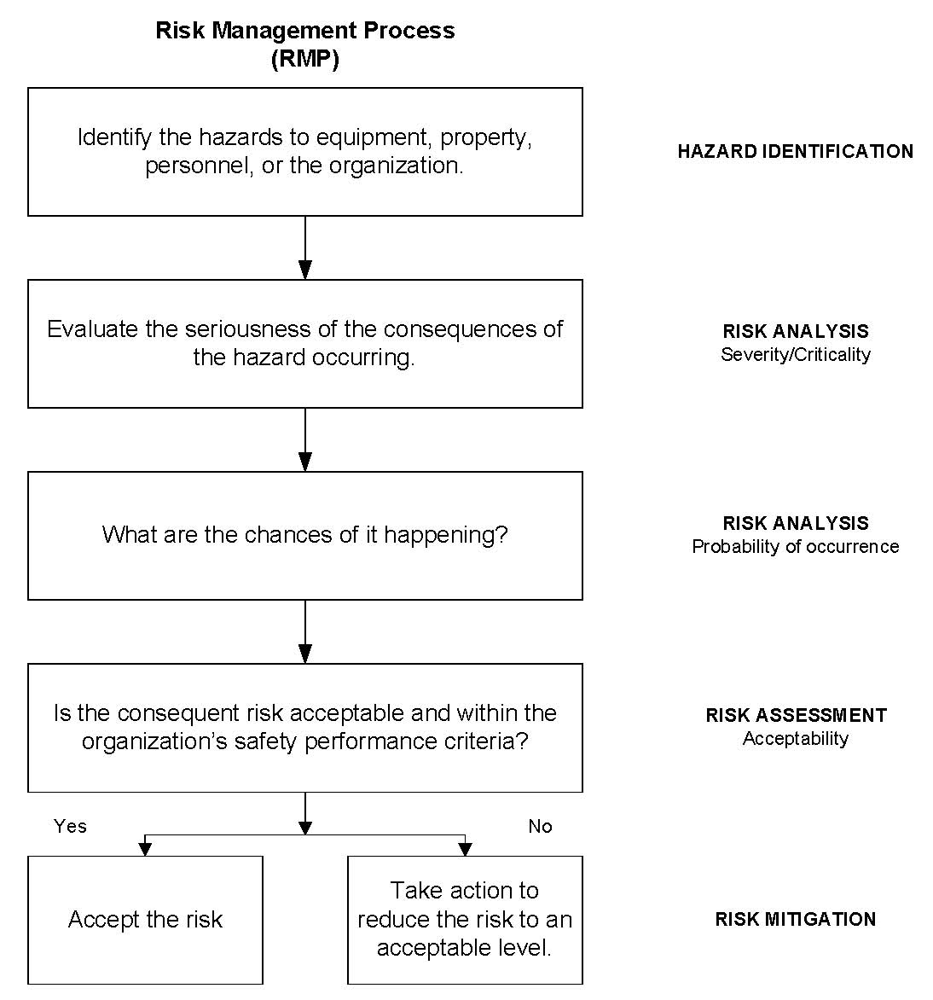 Risk Management Process
(RMP)
Identify the hazards to equipment, property,
personnel, or the organization.
HAZARD IDENTIFICATION
Evaluate the seriousness of the consequences of
the hazard occurring.
RISK ANALYSIS
Severity/Criticality
What are the chances of it happening?
RISK ANALYSIS
Probability of occurrence
Is the consequent risk acceptable and within the
organization’s safety performance criteria?
RISK ASSESSMENT
Acceptability
Yes
No
Accept the risk
Take action to
reduce the risk to an
acceptable level.
RISK MITIGATION